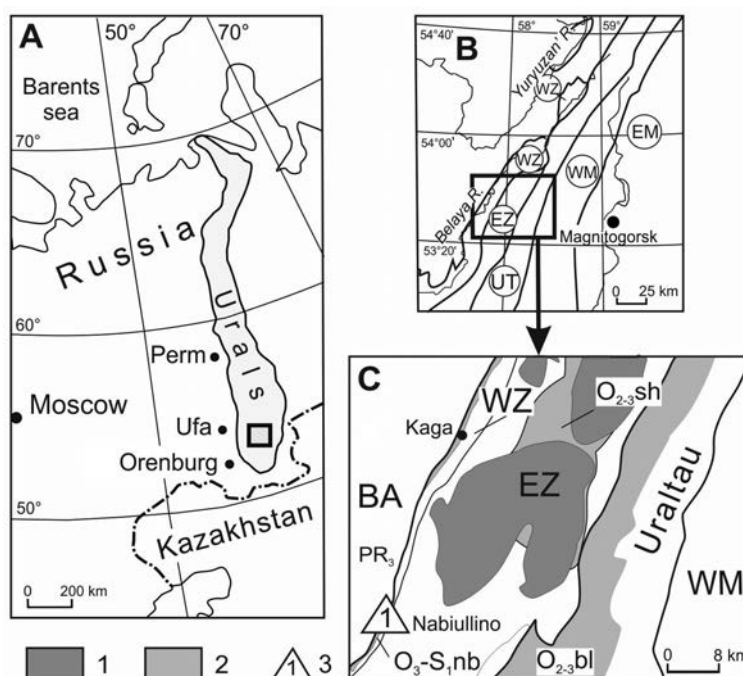 A
50°
70°
Barents
sea
70°
Russia
Urals
60°
Perm
Moscow
Ufa
Orenburg
50°
Kazakhstan
0 200 km
B
58°
59°
54°40'
Yuryuzan' R.
WZ
54°00'
EM
WZ
WM
Belaya R.
EZ
Magnitogorsk
53°20'
UT
0 25 km
C
WZ
O₂₋₃sh
Kaga
EZ
BA
Uraltau
PR₃
WM
1
Nabiullino
O₃-S₁nb
O₂₋₃bl
0 8 km
1 2 1 3